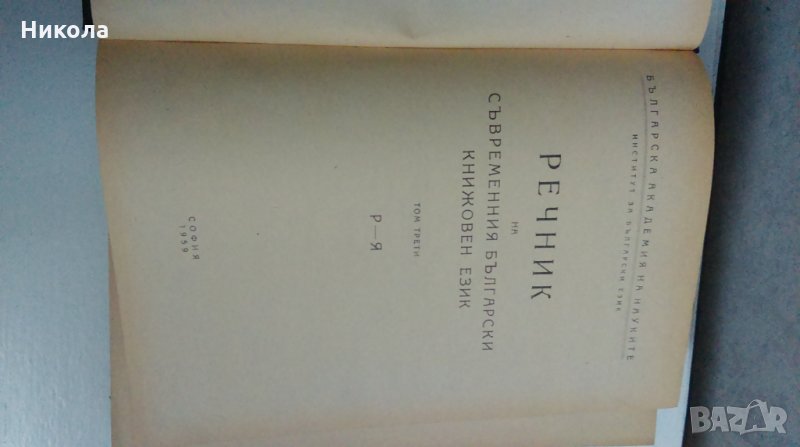 Никола
БЪЛГАРСКА АКАДЕМИЯ НА НАУКИТЕ
ИНСТИТУТ ЗА БЪЛГАРСКИ ЕЗИК
РЕЧНИК
НА
СЪВРЕМЕННИЯ БЪЛГАРСКИ
КНИЖОВЕН ЕЗИК
ТОМ ТРЕТИ
Р—Я
СОФИЯ
1959
BAZAR